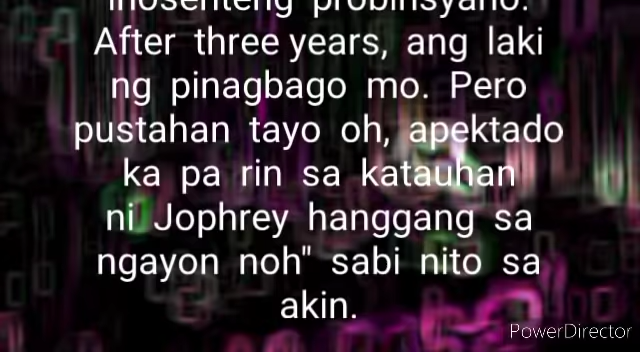 inosenteng probinsyano.
After three years, ang laki
ng pinagbago mo. Pero
pustahan tayo oh, apektado
ka pa rin sa katauhan
ni Jophrey hanggang sa
ngayon noh" sabi nito sa
akin.
PowerDirector